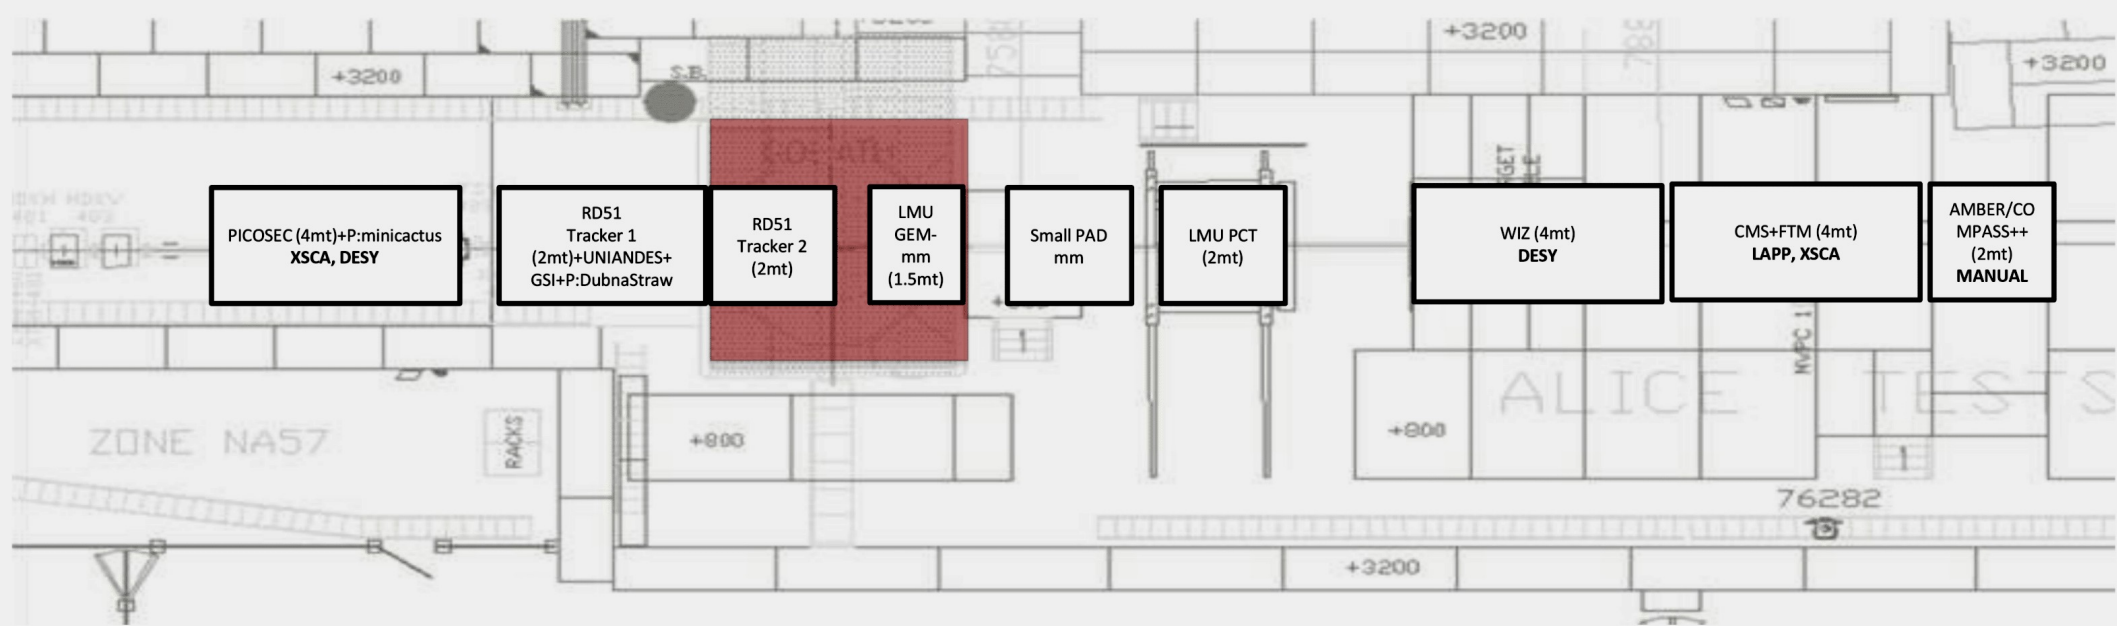 +3200
+3200
+3200
S.B.
PICOSEC (4mt)+P:minicactus
XSCA, DESY
RD51
Tracker 1
(2mt)+UNIANDES+
GSI+P:DubnaStraw
RD51
Tracker 2
(2mt)
LMU
GEM-
mm
(1.5mt)
Small PAD
mm
LMU PCT
(2mt)
WIZ (4mt)
DESY
CMS+FTM (4mt)
LAPP, XSCA
AMBER/CO
MPASS++
(2mt)
MANUAL
NVPC 1
ALICE TESTS
ZONE NA57
RACKS
+800
+800
76282
+3200